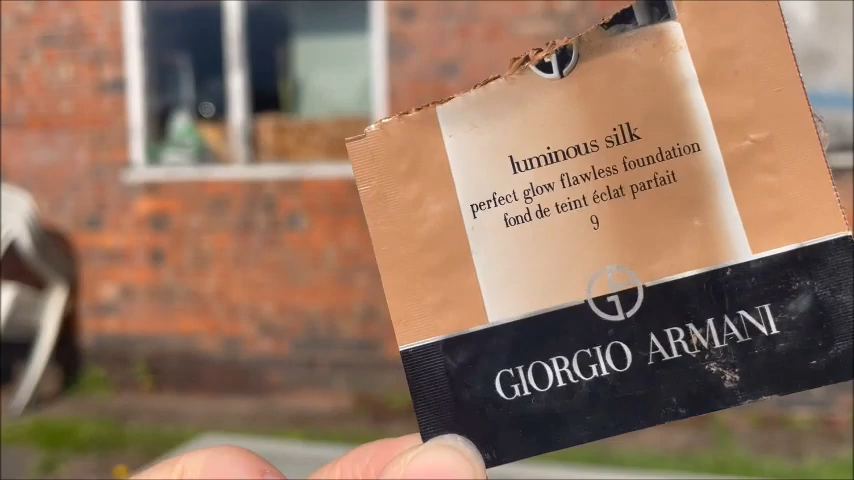 luminous silk
perfect glow flawless foundation
fond de teint éclat parfait
9
GIORGIO ARMANI